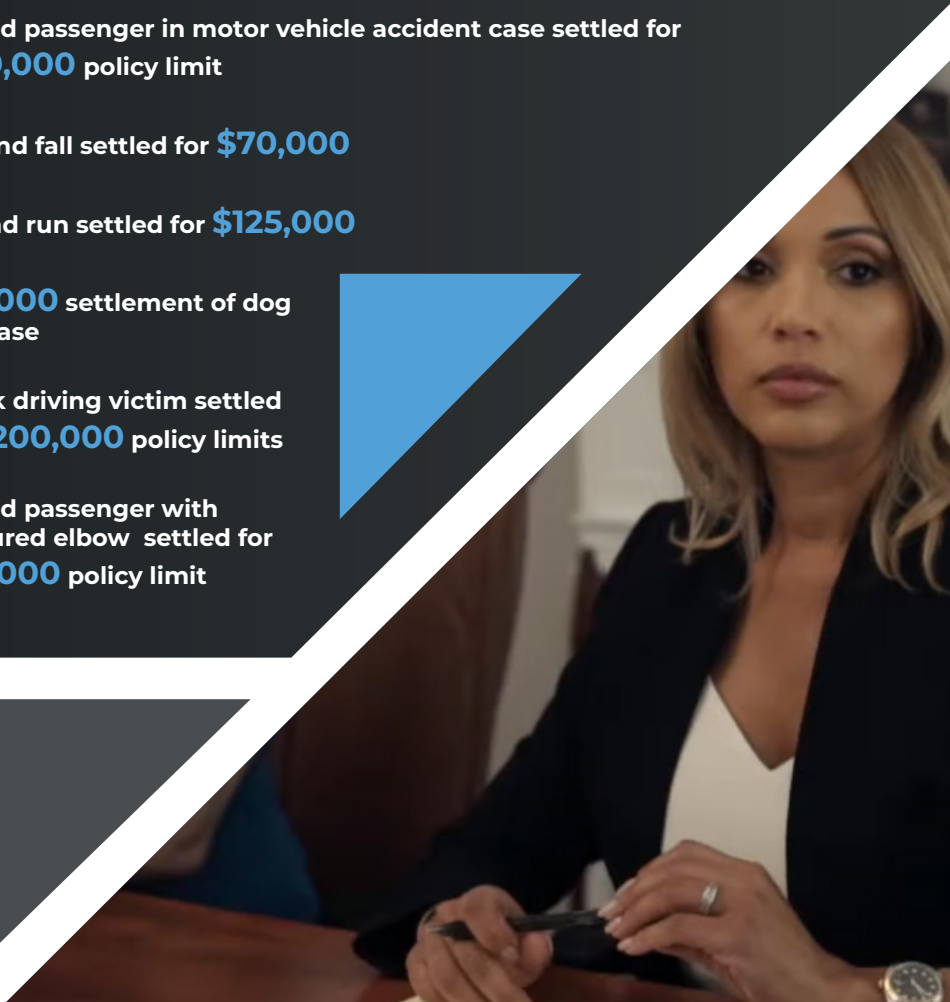 d passenger in motor vehicle accident case settled for
0,000 policy limit
nd fall settled for $70,000
nd run settled for $125,000
000 settlement of dog
ase
k driving victim settled
200,000 policy limits
d passenger with
ured elbow settled for
000 policy limit